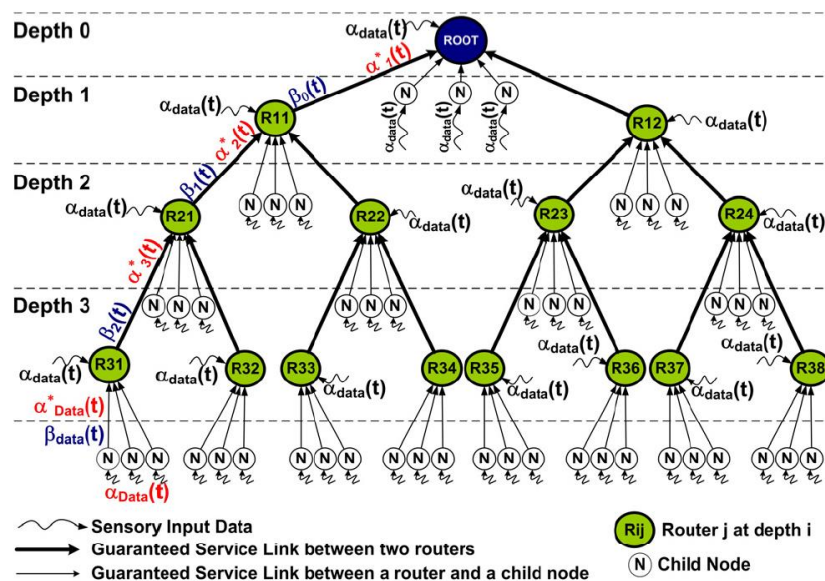 Depth 0
α_data(t)
ROOT
α*_1(t)
β_0(t)
N N N
α_data(t) α_data(t) α_data(t)
Depth 1
α_data(t)
R11
R12
α_data(t)
α*_2(t)
β_1(t)
Depth 2
N N N
N N N
α_data(t)
R21
R22
α_data(t)
α_data(t)
R23
R24
α_data(t)
α*_3(t)
β_2(t)
Depth 3
N N N
N N N
N N N
N N N
R31
R32
R33
R34
R35
R36
R37
R38
α_data(t)
α_data(t)
α_data(t)
α_data(t)
α_data(t)
α_data(t)
α_data(t)
α*_Data(t)
β_data(t)
N N N
N N N
N N N
N N N
N N N
N N N
N N N
N N N
α_Data(t)
Sensory Input Data
Guaranteed Service Link between two routers
Guaranteed Service Link between a router and a child node
Rij Router j at depth i
N Child Node